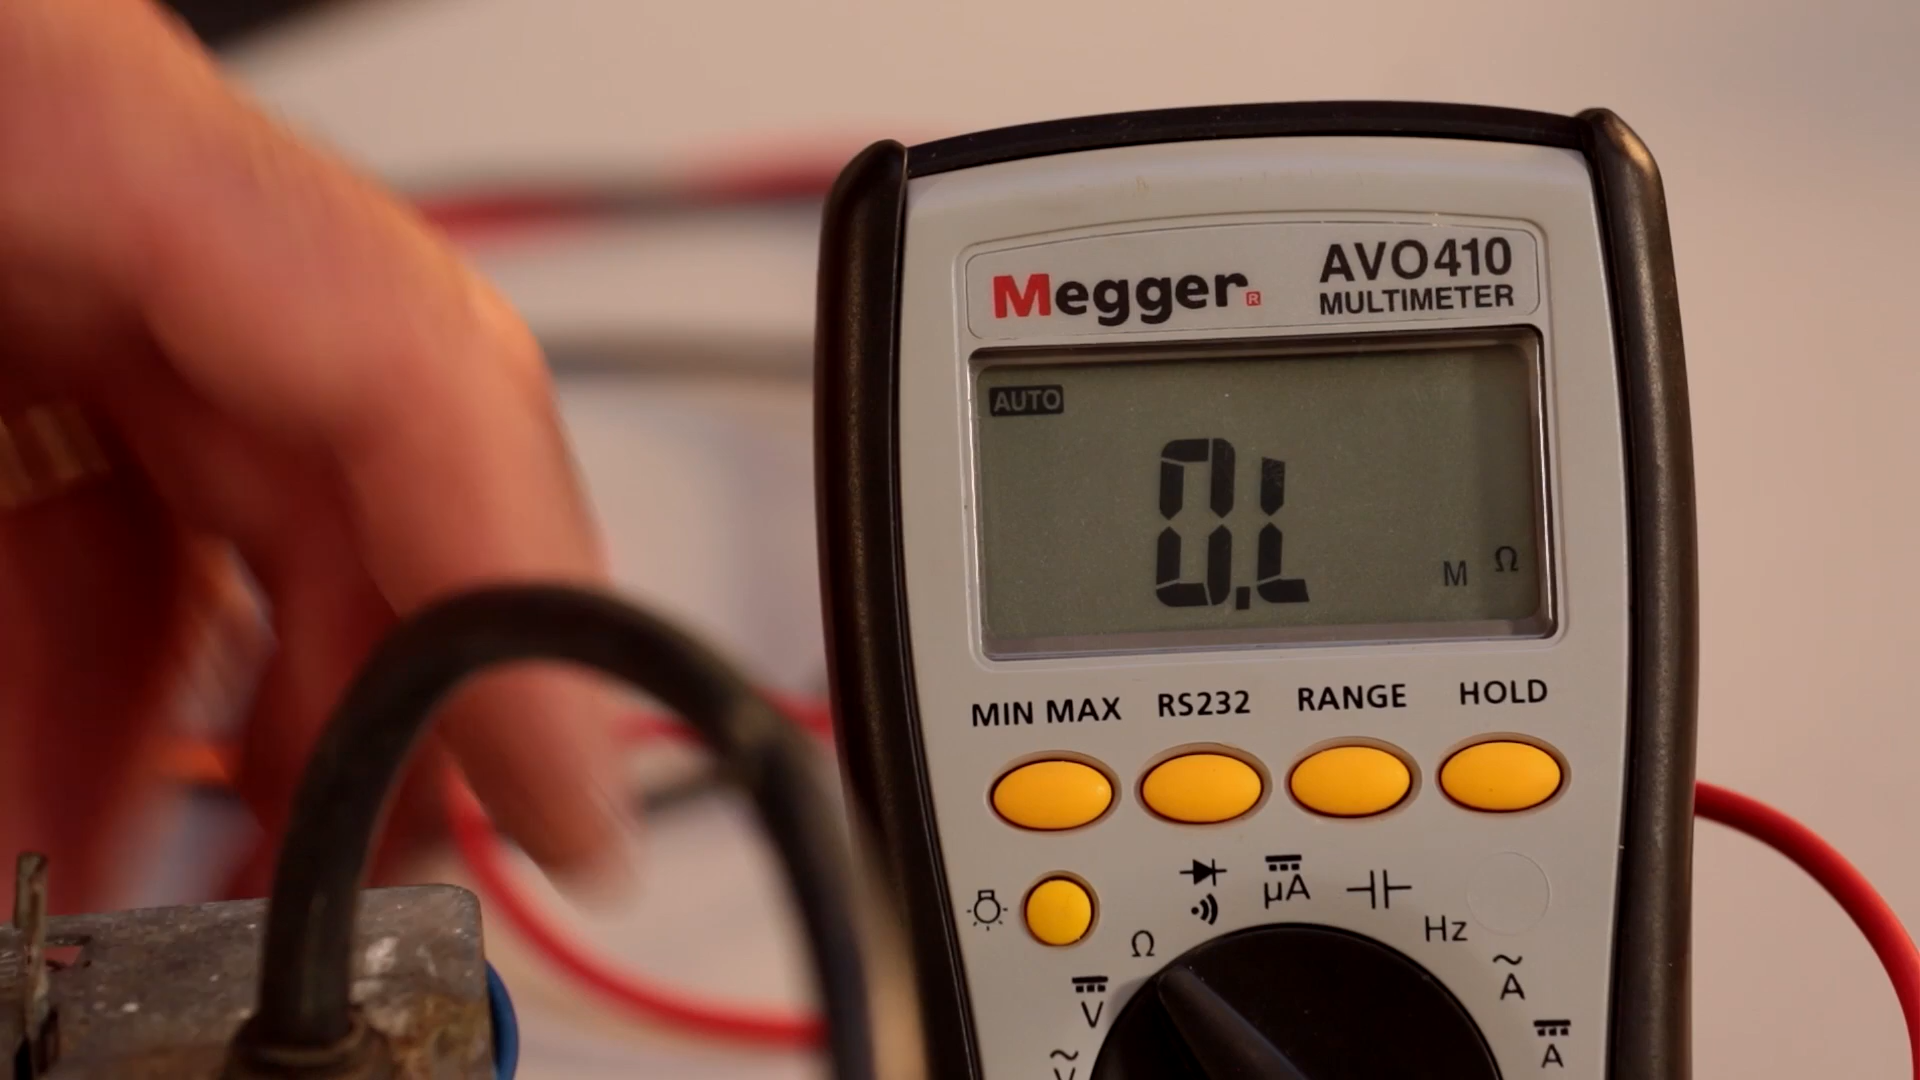 Megger®
AVO410
MULTIMETER
AUTO
0.L
M Ω
MIN MAX RS232 RANGE HOLD
Ω
µA
Hz
V
A
V
A